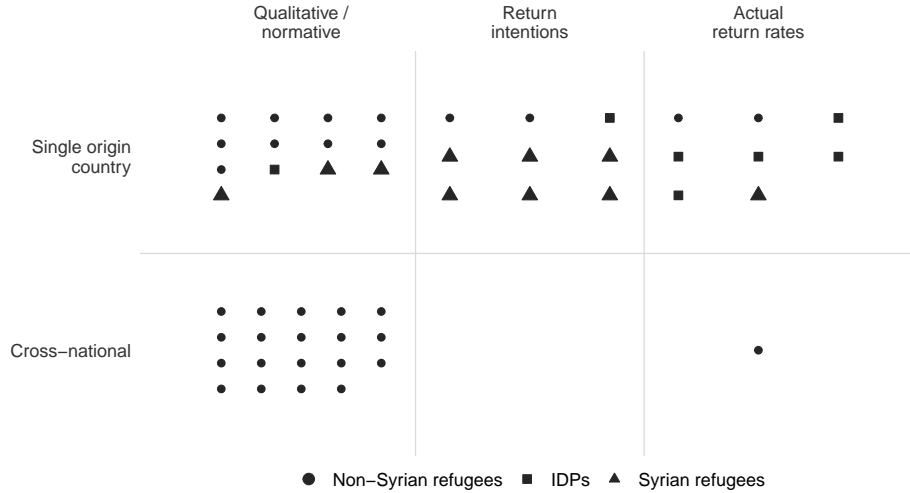 Qualitative /
normative
Return
intentions
Actual
return rates
Single origin
country
Cross−national
Non−Syrian refugees
IDPs
Syrian refugees